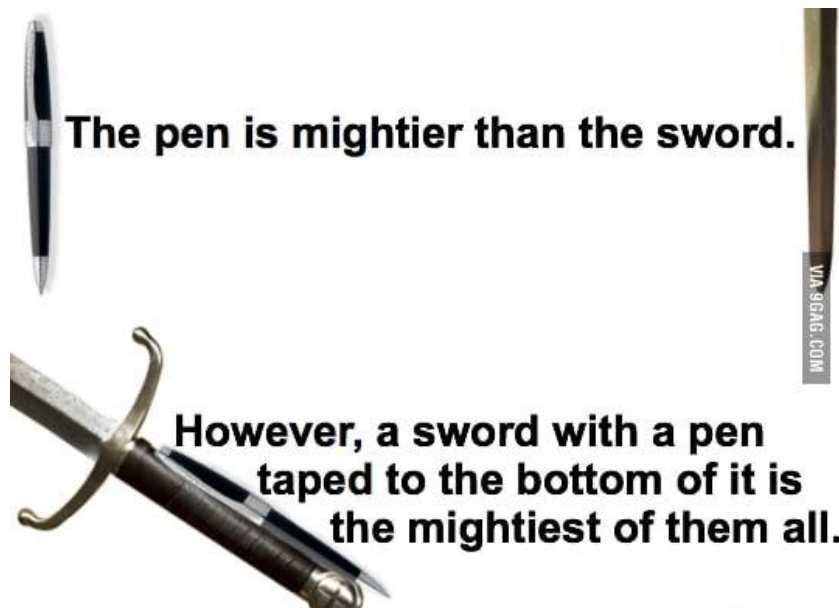 The pen is mightier than the sword.
VIA 9GAG.COM
However, a sword with a pen
taped to the bottom of it is
the mightiest of them all.